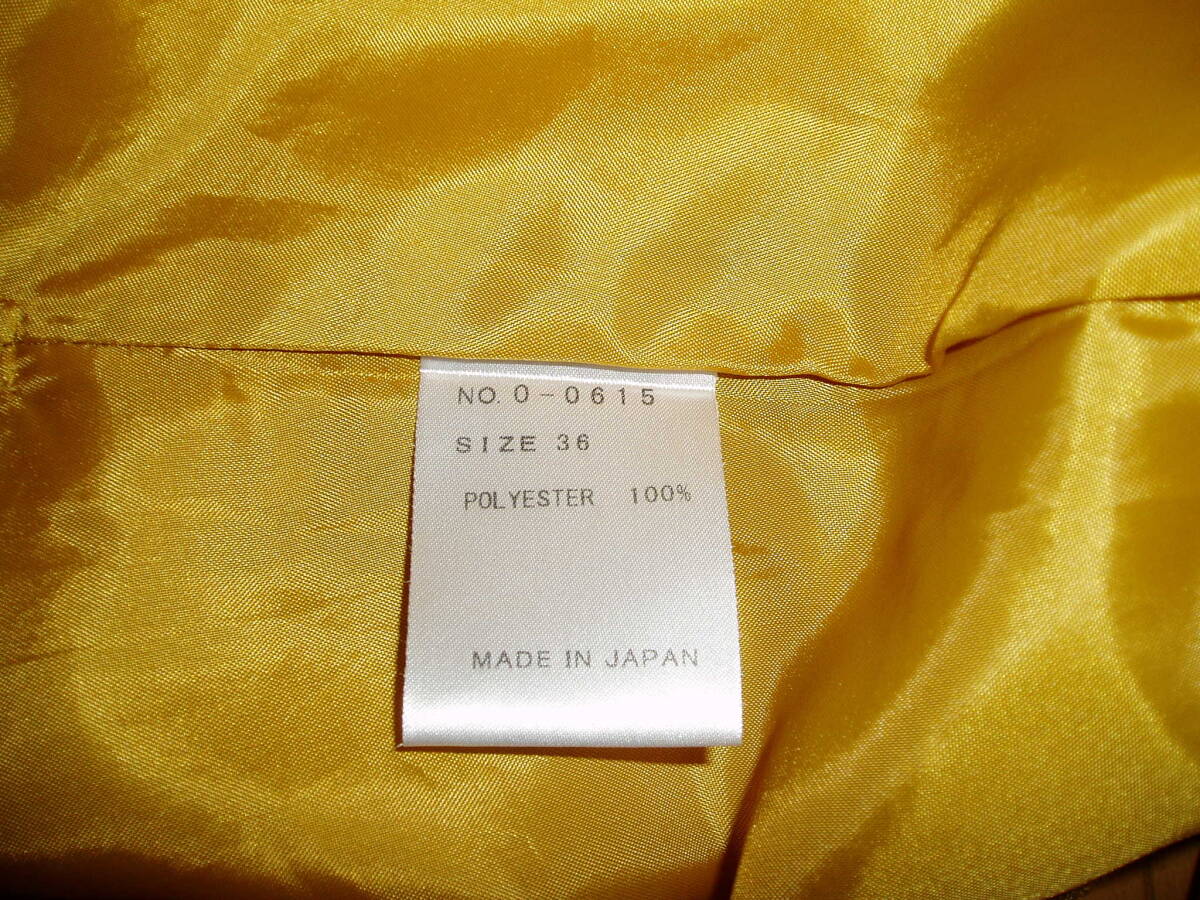 NO. 0-0615
SIZE 36
POLYESTER 100%
MADE IN JAPAN